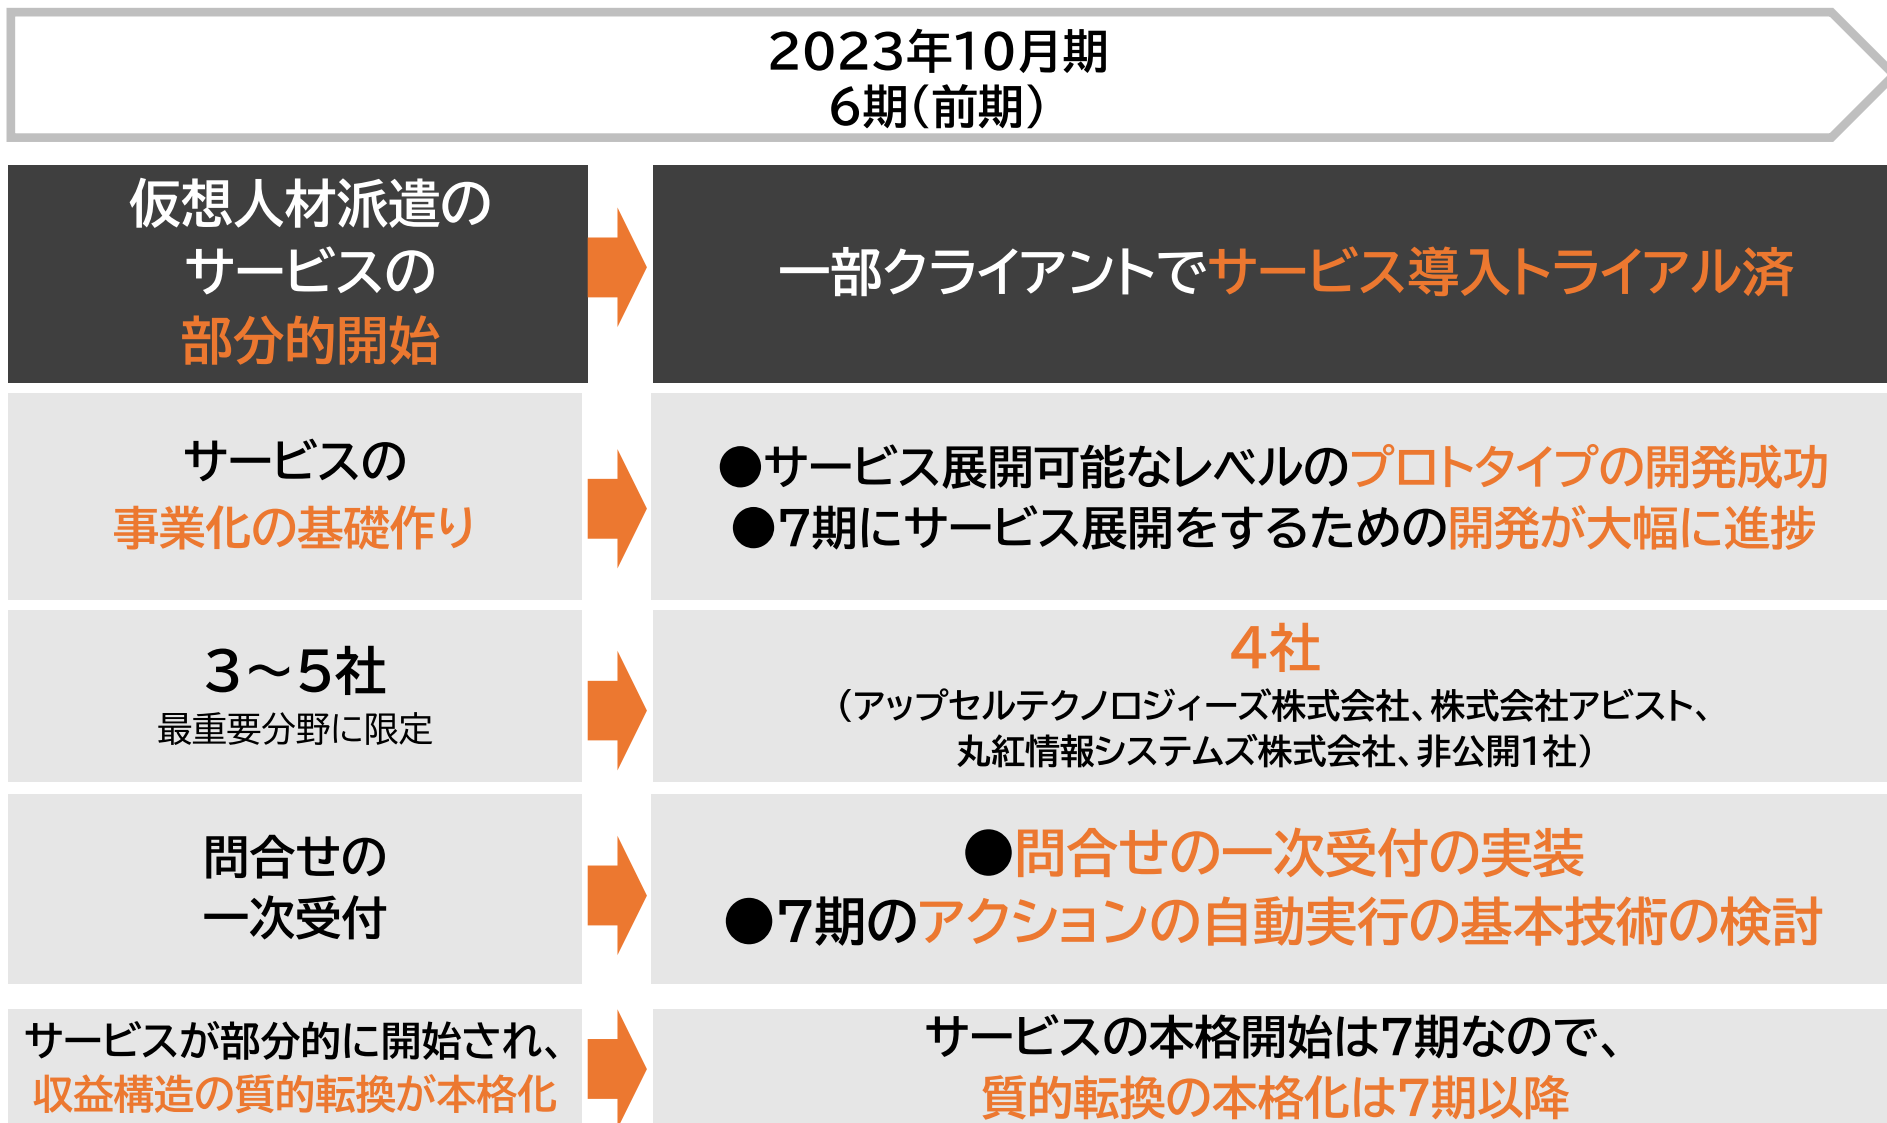 2023年10月期
6期（前期）
仮想人材派遣の
サービスの
部分的開始
一部クライアントでサービス導入トライアル済
サービスの
事業化の基礎作り
●サービス展開可能なレベルのプロトタイプの開発成功
●7期にサービス展開をするための開発が大幅に進捗
3～5社
最重要分野に限定
4社
（アップセルテクノロジィーズ株式会社、株式会社アビスト、
丸紅情報システムズ株式会社、非公開1社）
問合せの
一次受付
●問合せの一次受付の実装
●7期のアクションの自動実行の基本技術の検討
サービスが部分的に開始され、
収益構造の質的転換が本格化
サービスの本格開始は7期なので、
質的転換の本格化は7期以降